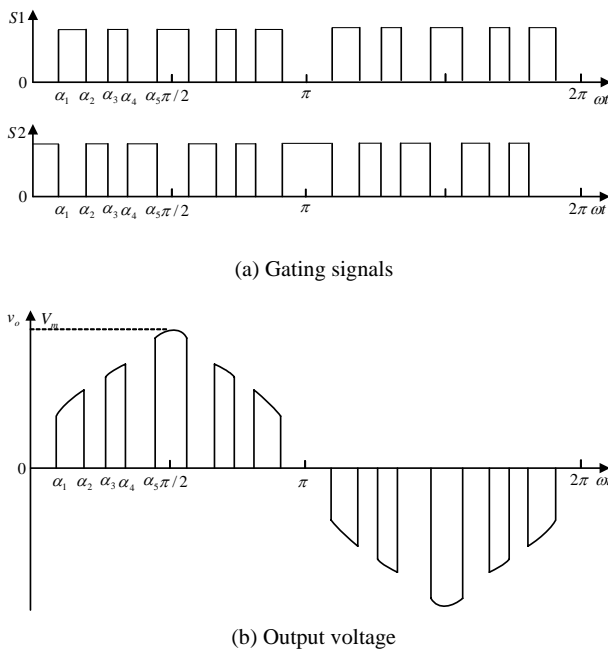 S1
0
α₁ α₂ α₃ α₄ α₅ π/2 π 2π ωt
S2
0
α₁ α₂ α₃ α₄ α₅ π/2 π 2π ωt
(a) Gating signals
vₒ Vₘ
0
α₁ α₂ α₃ α₄ α₅ π/2 π 2π ω
(b) Output voltage